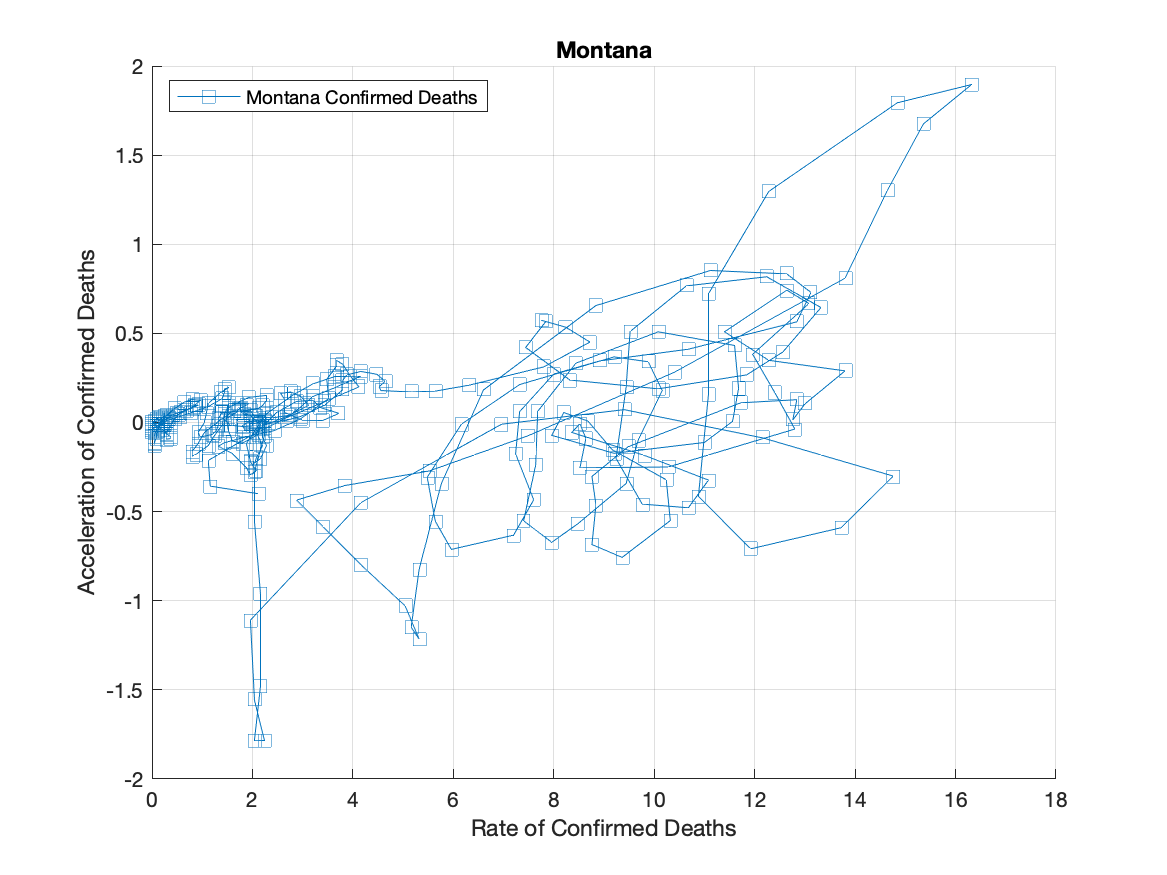 Montana
Montana Confirmed Deaths
Acceleration of Confirmed Deaths
2
1.5
1
0.5
0
-0.5
-1
-1.5
-2
0 2 4 6 8 10 12 14 16 18
Rate of Confirmed Deaths